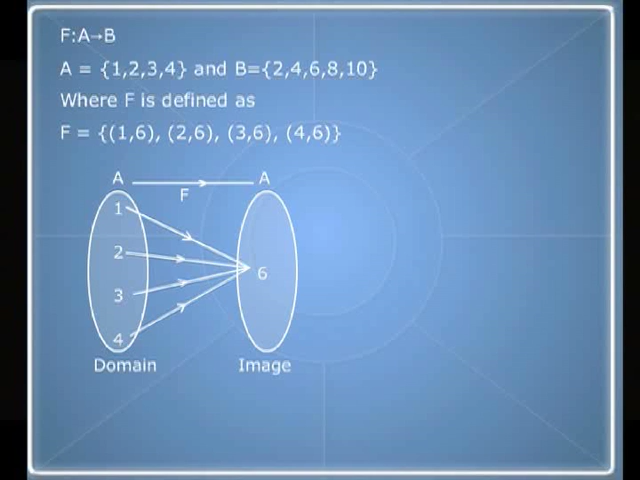 F:A→B
A = {1,2,3,4} and B={2,4,6,8,10}
Where F is defined as
F = {(1,6), (2,6), (3,6), (4,6)}
A A
F
1
2
6
3
4
Domain Image